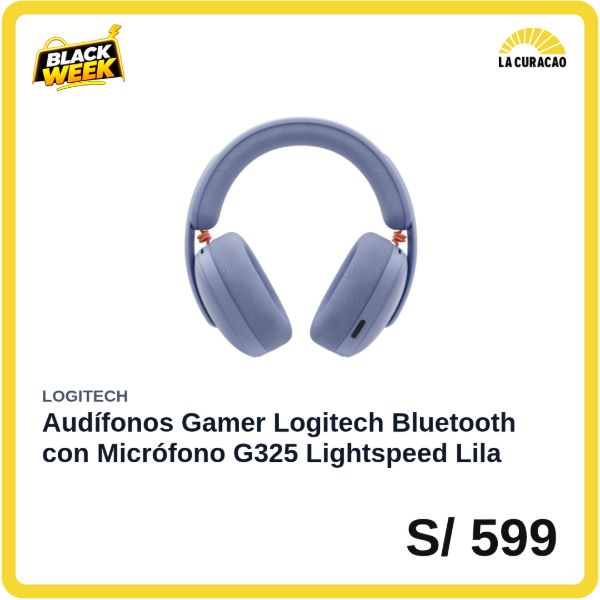 BLACK
WEEK
LA CURACAO
LOGITECH
Audífonos Gamer Logitech Bluetooth
con Micrófono G325 Lightspeed Lila
S/ 599